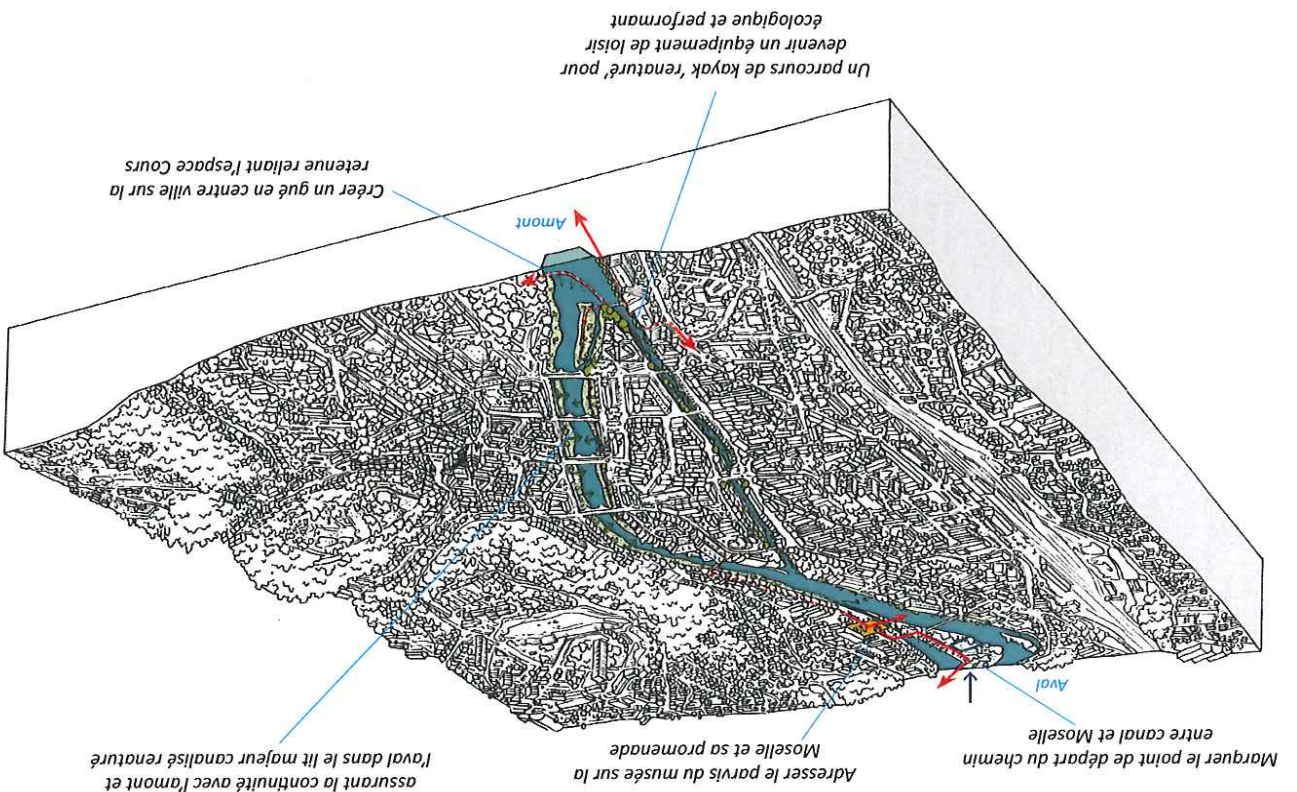 Marquer le point de départ du chemin
entre canal et Moselle
Adresser le parvis du musée sur la
Moselle et sa promenade
assurant la continuité avec l'amont et
l'aval dans le lit majeur canalisé renaturé
Aval
Amont
Créer un gué en centre ville sur la
retenue reliant l'espace Cours
Un parcours de kayak 'renaturé' pour
devenir un équipement de loisir
écologique et performant